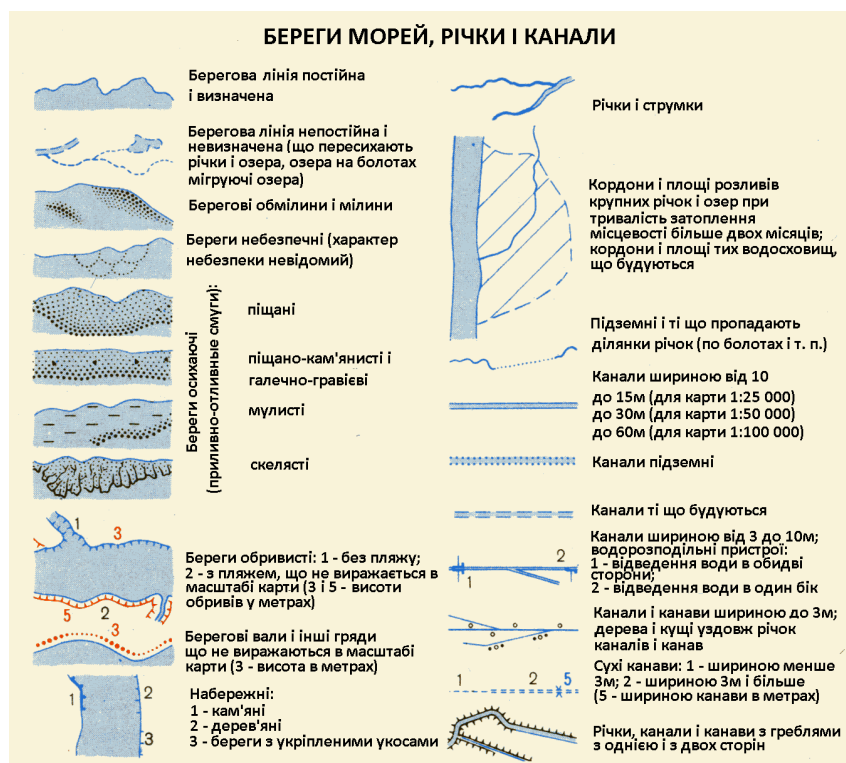 БЕРЕГИ МОРЕЙ, РІЧКИ І КАНАЛИ
Берегова лінія постійна
і визначена
Берегова лінія непостійна і
невизначена (що пересихають
річки і озера, озера на болотах
мігруючі озера)
Берегові обмілини і мілини
Береги небезпечні (характер
небезпеки невідомий)
Береги осихаючі
(приливно-отливные смуги):
піщані
піщано-кам'янисті і
галечно-гравієві
мулисті
скелясті
1
3
5
2
Береги обривисті: 1 - без пляжу;
2 - з пляжем, що не виражається в
масштабі карти (3 і 5 - висоти
обривів у метрах)
3
Берегові вали і інші гряди
що не виражаються в масштабі
карти (3 - висота в метрах)
1
2
3
Набережні:
1 - кам'яні
2 - дерев'яні
3 - береги з укріпленими укосами
Річки і струмки
Кордони і площі розливів
крупних річок і озер при
тривалість затоплення
місцевості більше двох місяців;
кордони і площі тих водосховищ,
що будуються
Підземні і ті що пропадають
ділянки річок (по болотах і т. п.)
Канали шириною від 10
до 15м (для карти 1:25 000)
до 30м (для карти 1:50 000)
до 60м (для карти 1:100 000)
Канали підземні
Канали ті що будуються
1
2
Канали шириною від 3 до 10м;
водорозподільні пристрої:
1 - відведення води в обидві
сторони;
2 - відведення води в один бік
Канали і канави шириною до 3м;
дерева і кущі уздовж річок
каналів і канав
1
2
5
Сухі канави: 1 - шириною менше
3м; 2 - шириною 3м і більше
(5 - шириною канави в метрах)
Річки, канали і канави з греблями
з однією і з двох сторін